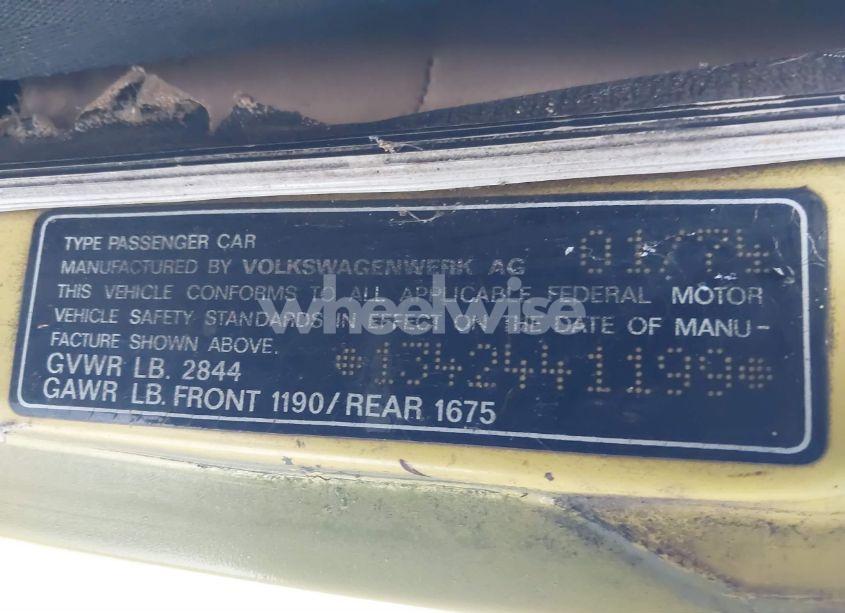 TYPE PASSENGER CAR 01/74
MANUFACTURED BY VOLKSWAGENWERK AG
THIS VEHICLE CONFORMS TO ALL APPLICABLE FEDERAL MOTOR
VEHICLE SAFETY STANDARDS IN EFFECT ON THE DATE OF MANU-
FACTURE SHOWN ABOVE. *1342441199*
GVWR LB. 2844
GAWR LB. FRONT 1190/REAR 1675
wheelwise